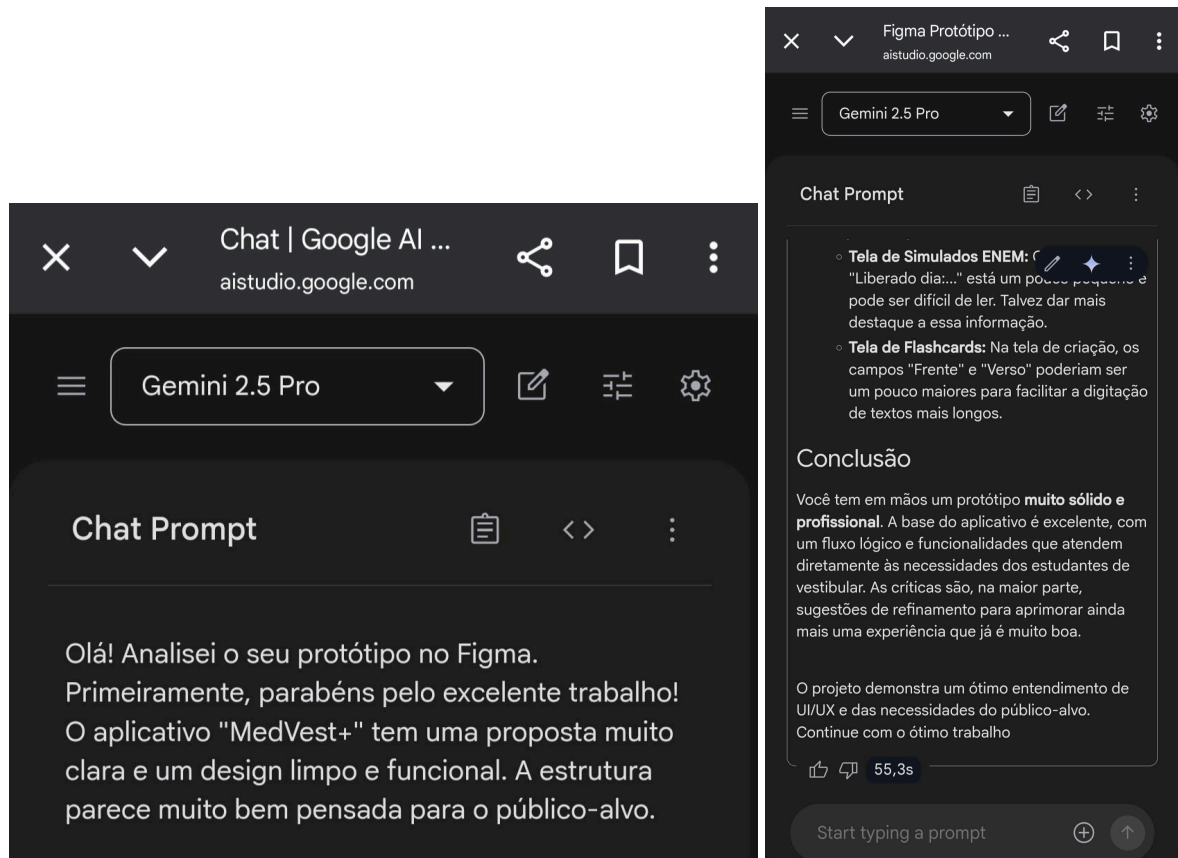 Chat | Google AI ...
aistudio.google.com
Gemini 2.5 Pro
Chat Prompt
Olá! Analisei o seu protótipo no Figma.
Primeiramente, parabéns pelo excelente trabalho!
O aplicativo "MedVest+" tem uma proposta muito
clara e um design limpo e funcional. A estrutura
parece muito bem pensada para o público-alvo.
Figma Protótipo ...
aistudio.google.com
Gemini 2.5 Pro
Chat Prompt
Tela de Simulados ENEM:
"Liberado dia:..." está um pouco pequeno e
pode ser difícil de ler. Talvez dar mais
destaque a essa informação.
Tela de Flashcards: Na tela de criação, os
campos "Frente" e "Verso" poderiam ser
um pouco maiores para facilitar a digitação
de textos mais longos.
Conclusão
Você tem em mãos um protótipo muito sólido e
profissional. A base do aplicativo é excelente, com
um fluxo lógico e funcionalidades que atendem
diretamente às necessidades dos estudantes de
vestibular. As críticas são, na maior parte,
sugestões de refinamento para aprimorar ainda
mais uma experiência que já é muito boa.
O projeto demonstra um ótimo entendimento de
UI/UX e das necessidades do público-alvo.
Continue com o ótimo trabalho
55,3s
Start typing a prompt